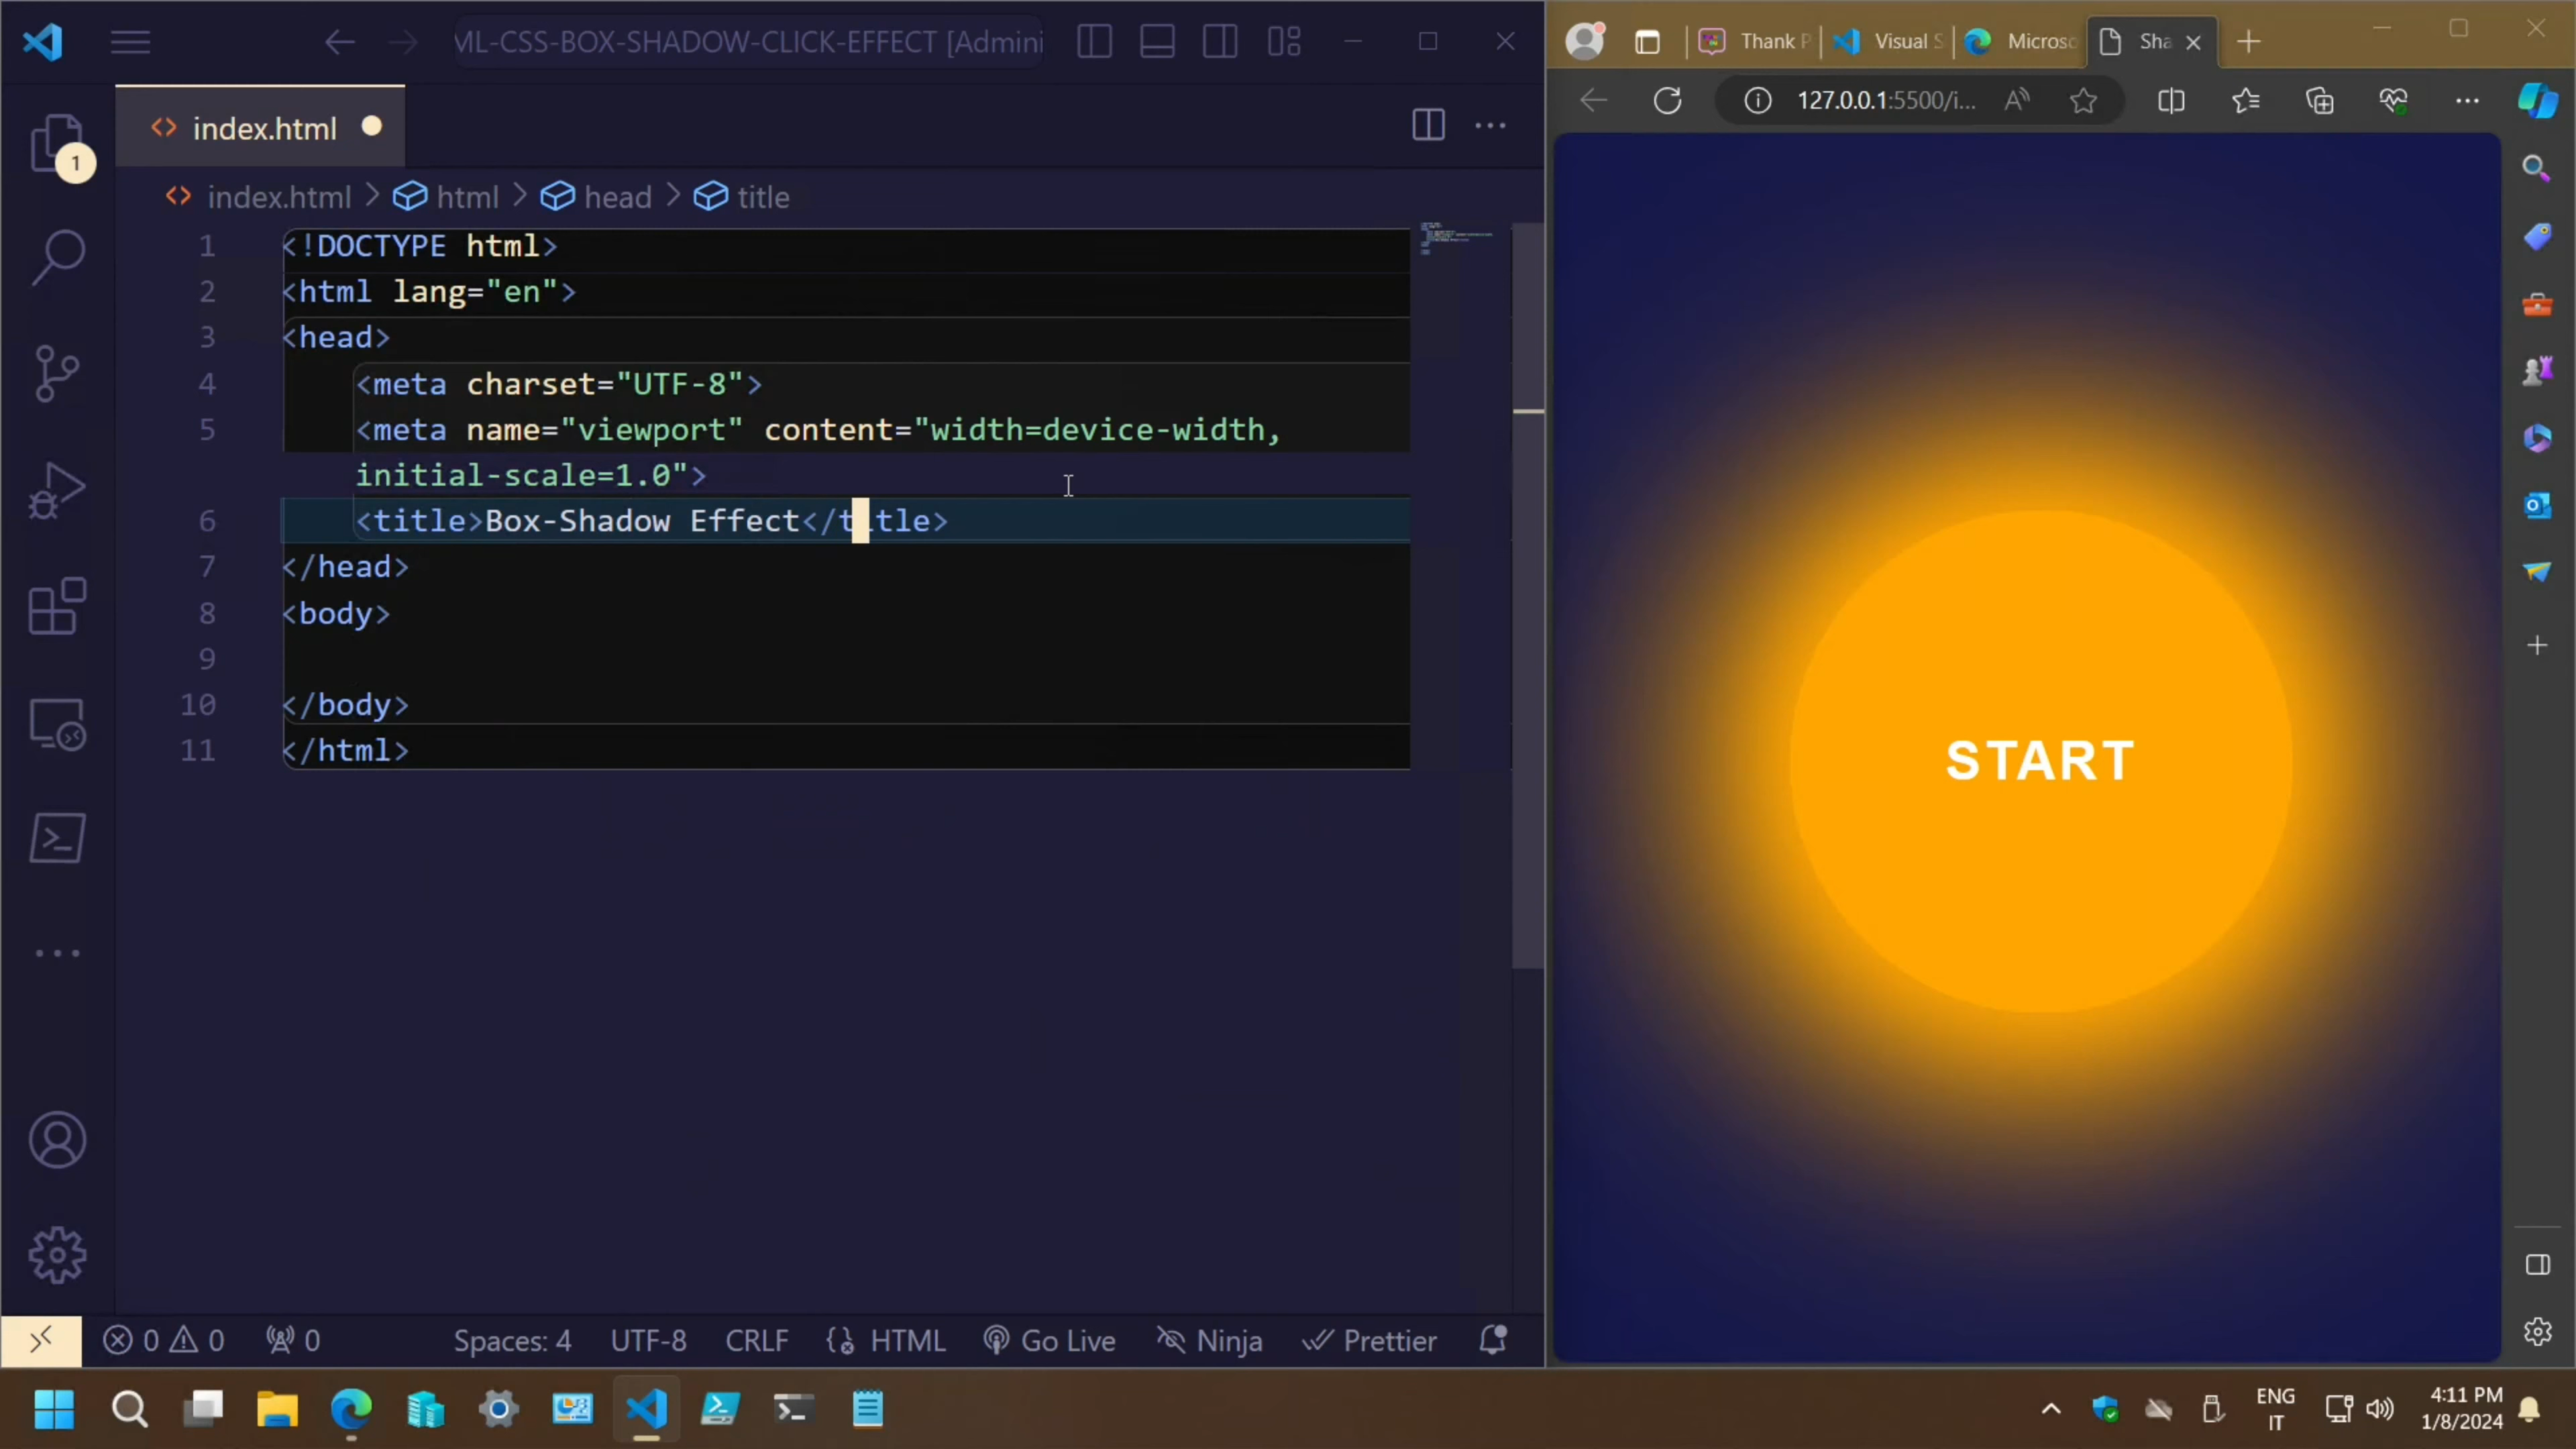 ML-CSS-BOX-SHADOW-CLICK-EFFECT [Admini
index.html
1
index.html > html > head > title
1 <!DOCTYPE html>
2 <html lang="en">
3 <head>
4 <meta charset="UTF-8">
5 <meta name="viewport" content="width=device-width,
initial-scale=1.0">
6 <title>Box-Shadow Effect</title>
7 </head>
8 <body>
9
10 </body>
11 </html>
0 0 0 Spaces: 4 UTF-8 CRLF HTML Go Live Ninja Prettier
Thank P Visual S Microso Sha
127.0.0.1:5500/i...
START
ENG
IT
4:11 PM
1/8/2024